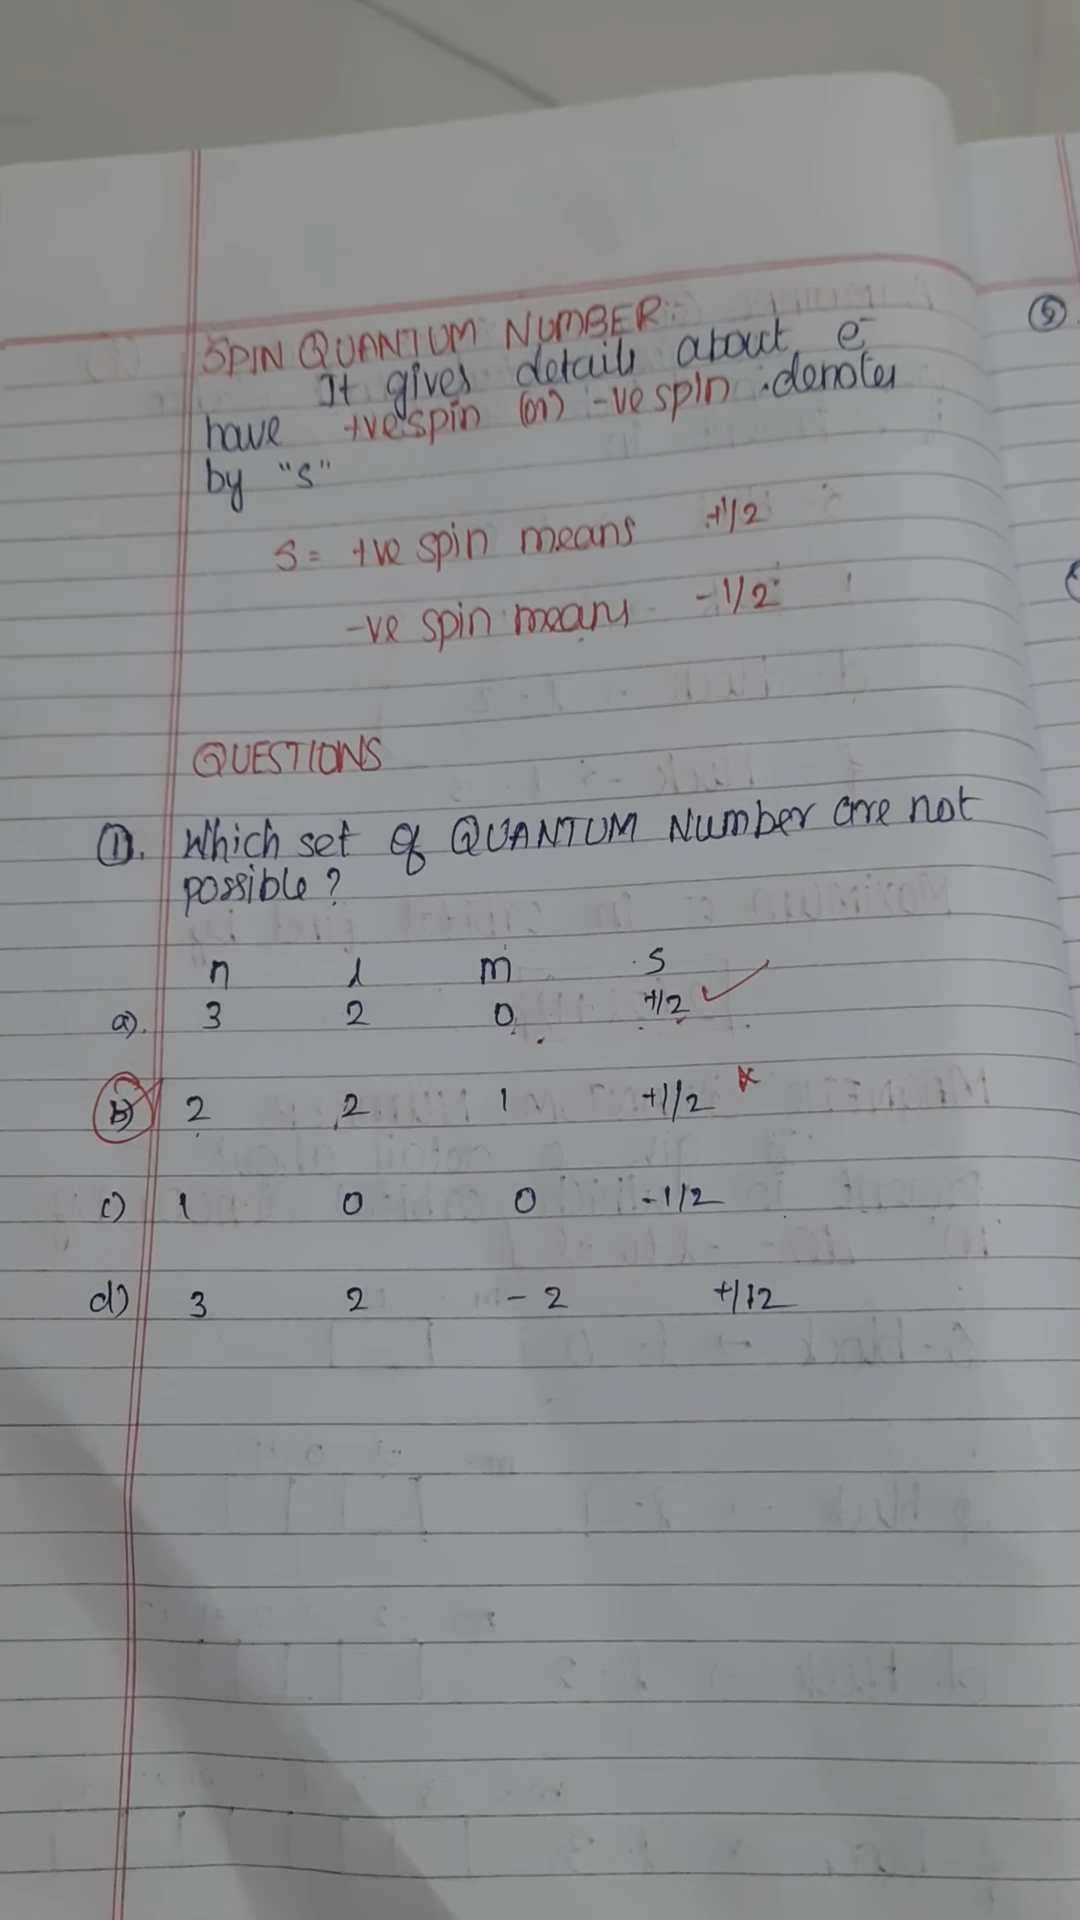 SPIN QUANTUM NUMBER:-
It gives details about e-
have +ve spin (or) -ve spin .denotes
by "s"
S= +ve spin means +1/2
-ve spin means -1/2
QUESTIONS
①. Which set of QUANTUM Number are not
possible?
n l m s
a). 3 2 0 +1/2
b) 2 2 1 +1/2
c) 1 0 0 -1/2
d) 3 2 -2 +1/2
⑤